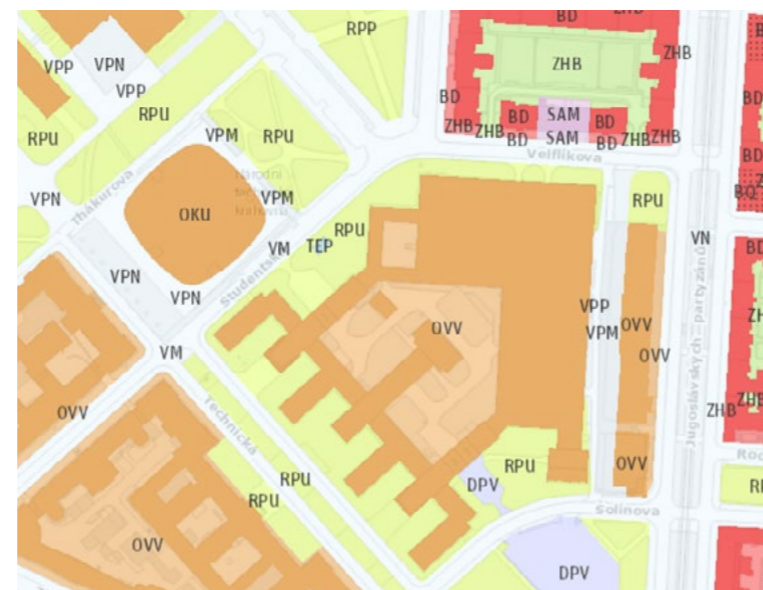 BD
ZHB
RPP
ZHB
B
VPN
VPP
ZHB
VPP
BD
BD
SAM
RPU
BD
BD
VPM
RPU
ZHB
ZHB
SAM
ZHB
ZHB
RPU
BD
BD
Velflíkova
BD
Thákurova
Národní
VPN
VPM
RPU
BQ
OKU
RPU
VM
TEP
VN
BD
Studentská
VPN
VPN
VPP
OVV
OVV
VPM
ZH
VM
OVV
Jugoslávských partyzánů
ZHB
OVV
ZHB
Technická
OVV
RPU
RPU
RPU
DPV
Solinova
OVV
DPV